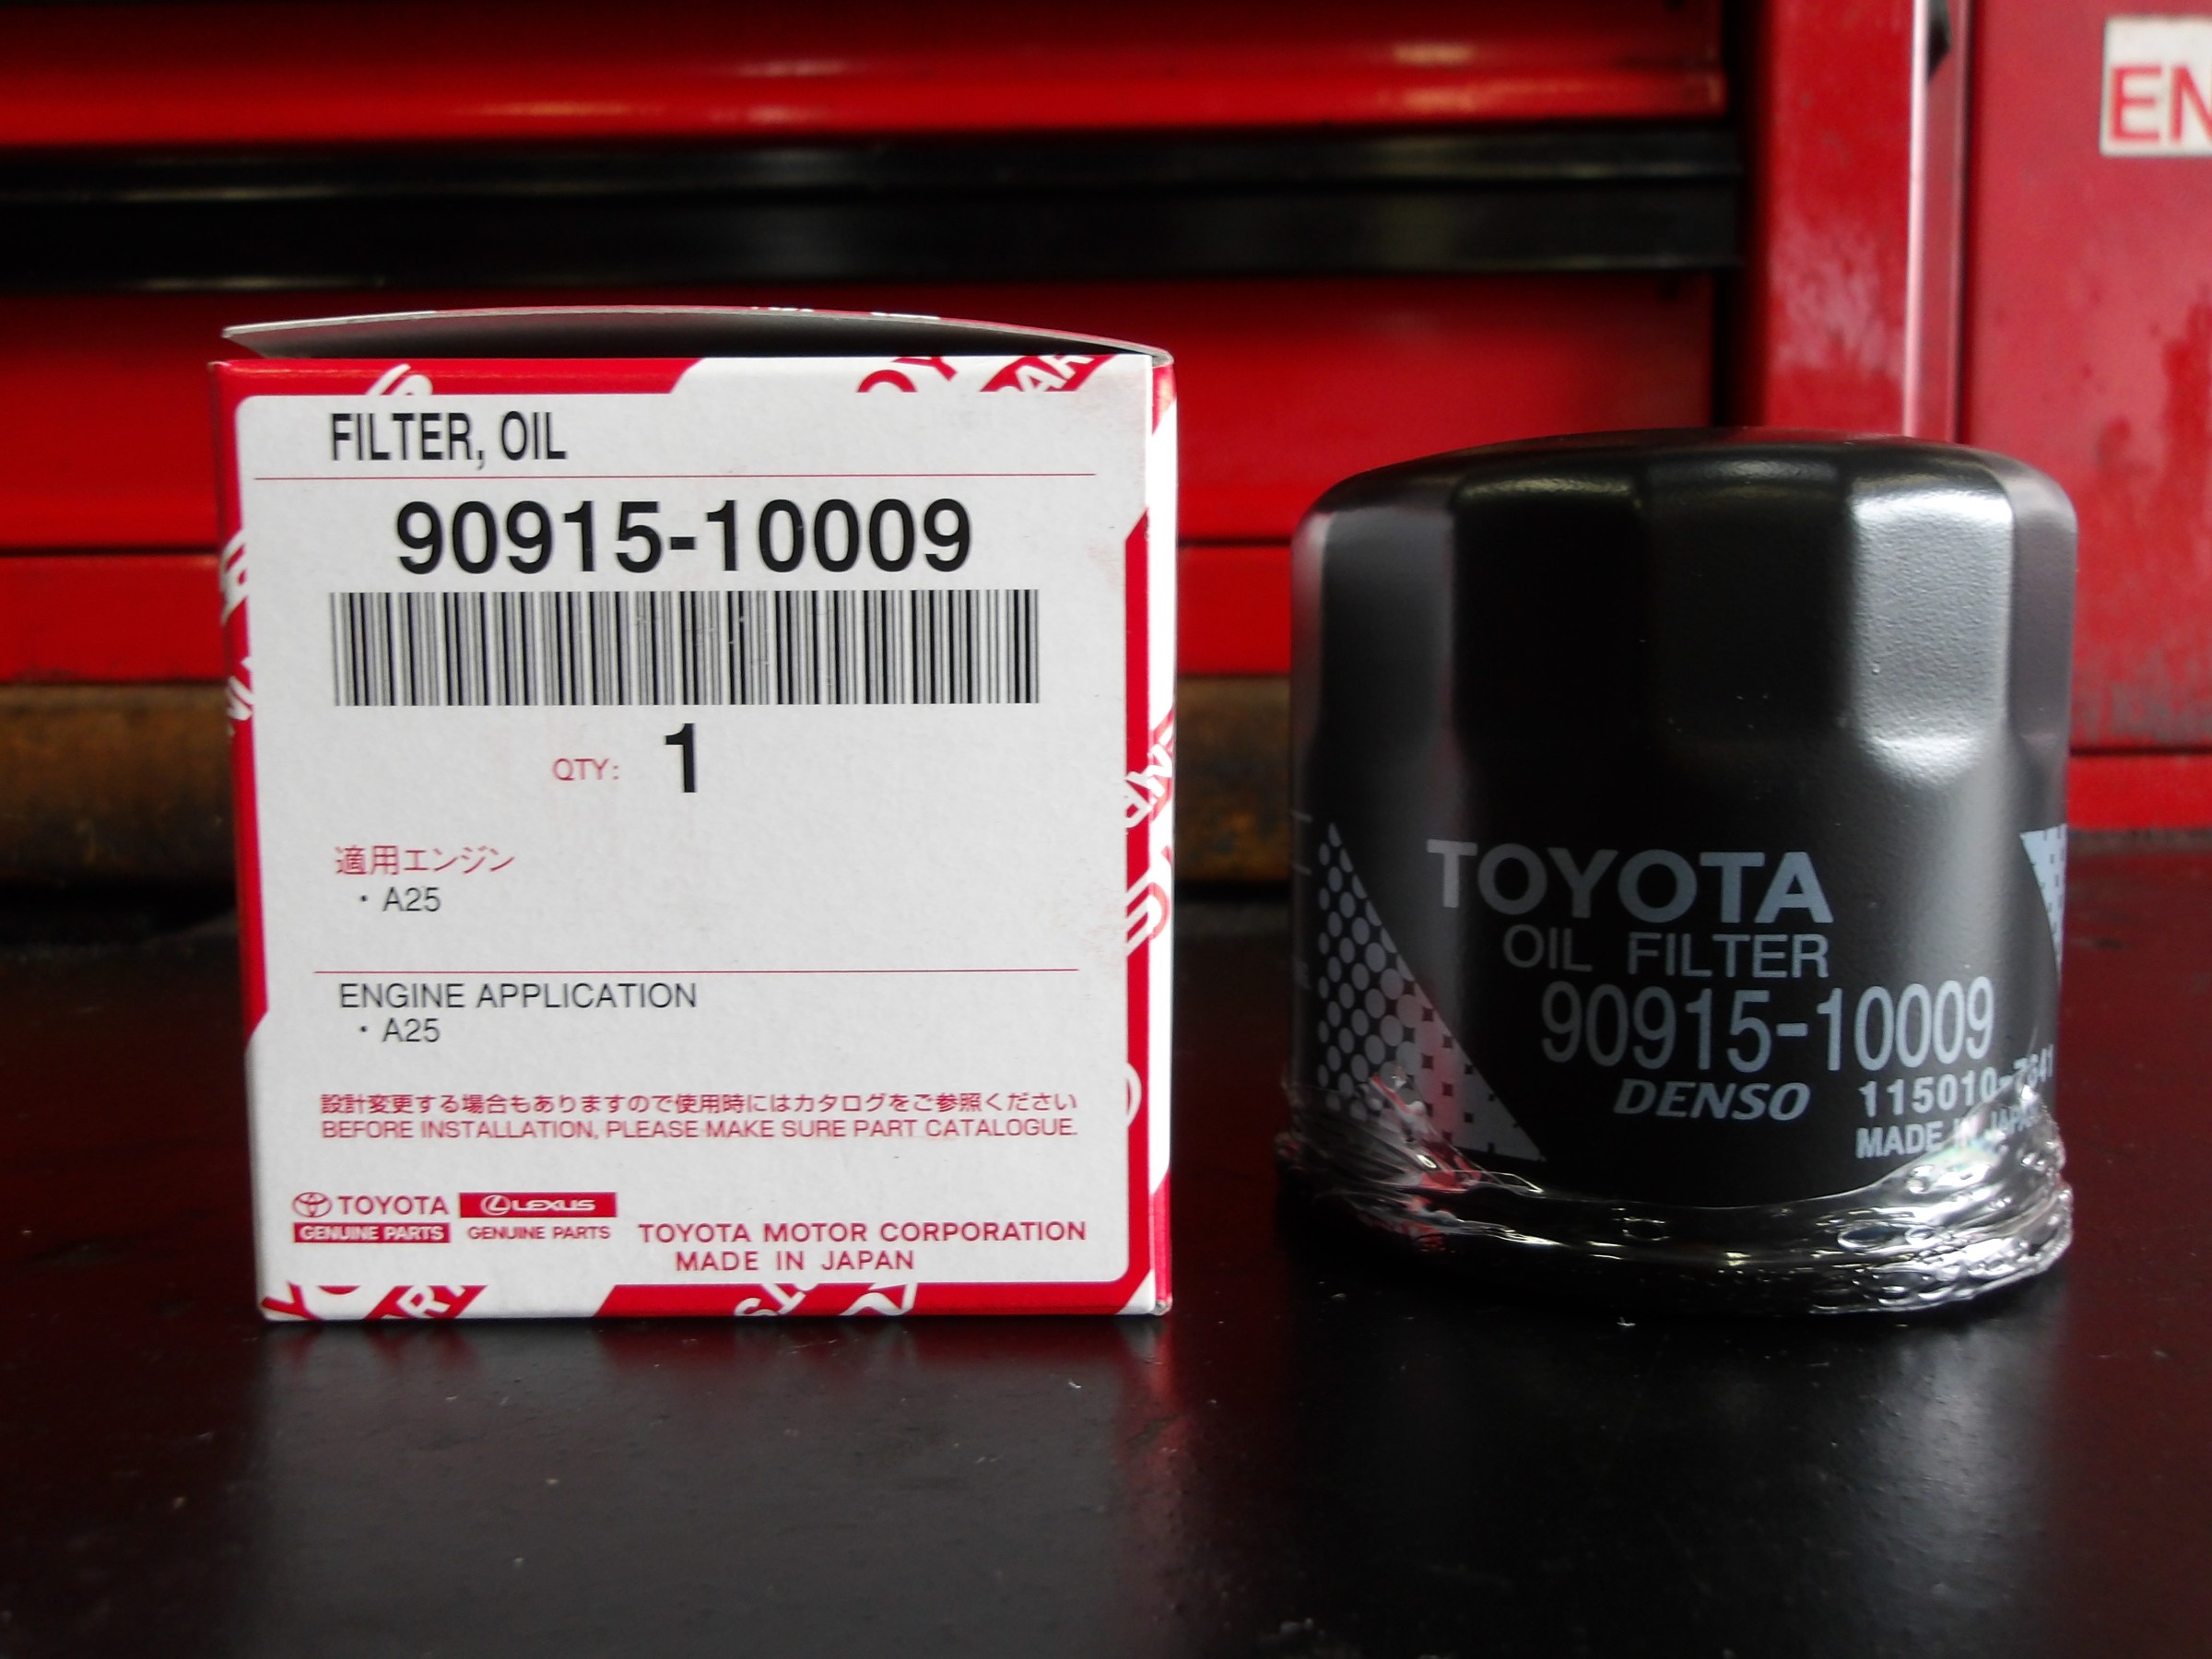 FILTER, OIL
90915-10009
QTY: 1
適用エンジン
・A25
ENGINE APPLICATION
・A25
設計変更する場合もありますので使用時にはカタログをご参照ください
BEFORE INSTALLATION, PLEASE MAKE SURE PART CATALOGUE.
TOYOTA LEXUS
GENUINE PARTS GENUINE PARTS
TOYOTA MOTOR CORPORATION
MADE IN JAPAN
TOYOTA
OIL FILTER
90915-10009
DENSO
MADE IN JAPAN
EN